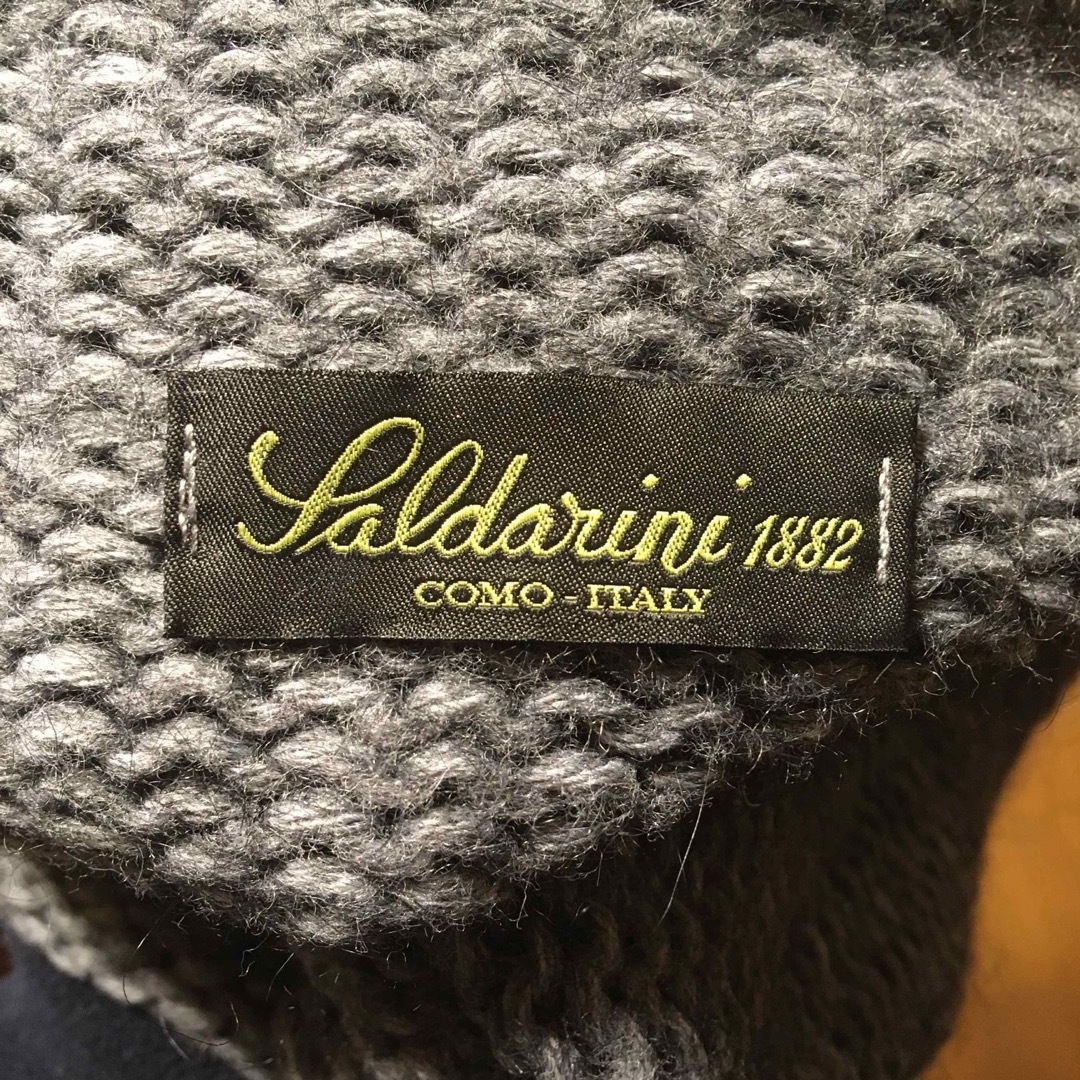 Saldarini 1882
COMO - ITALY